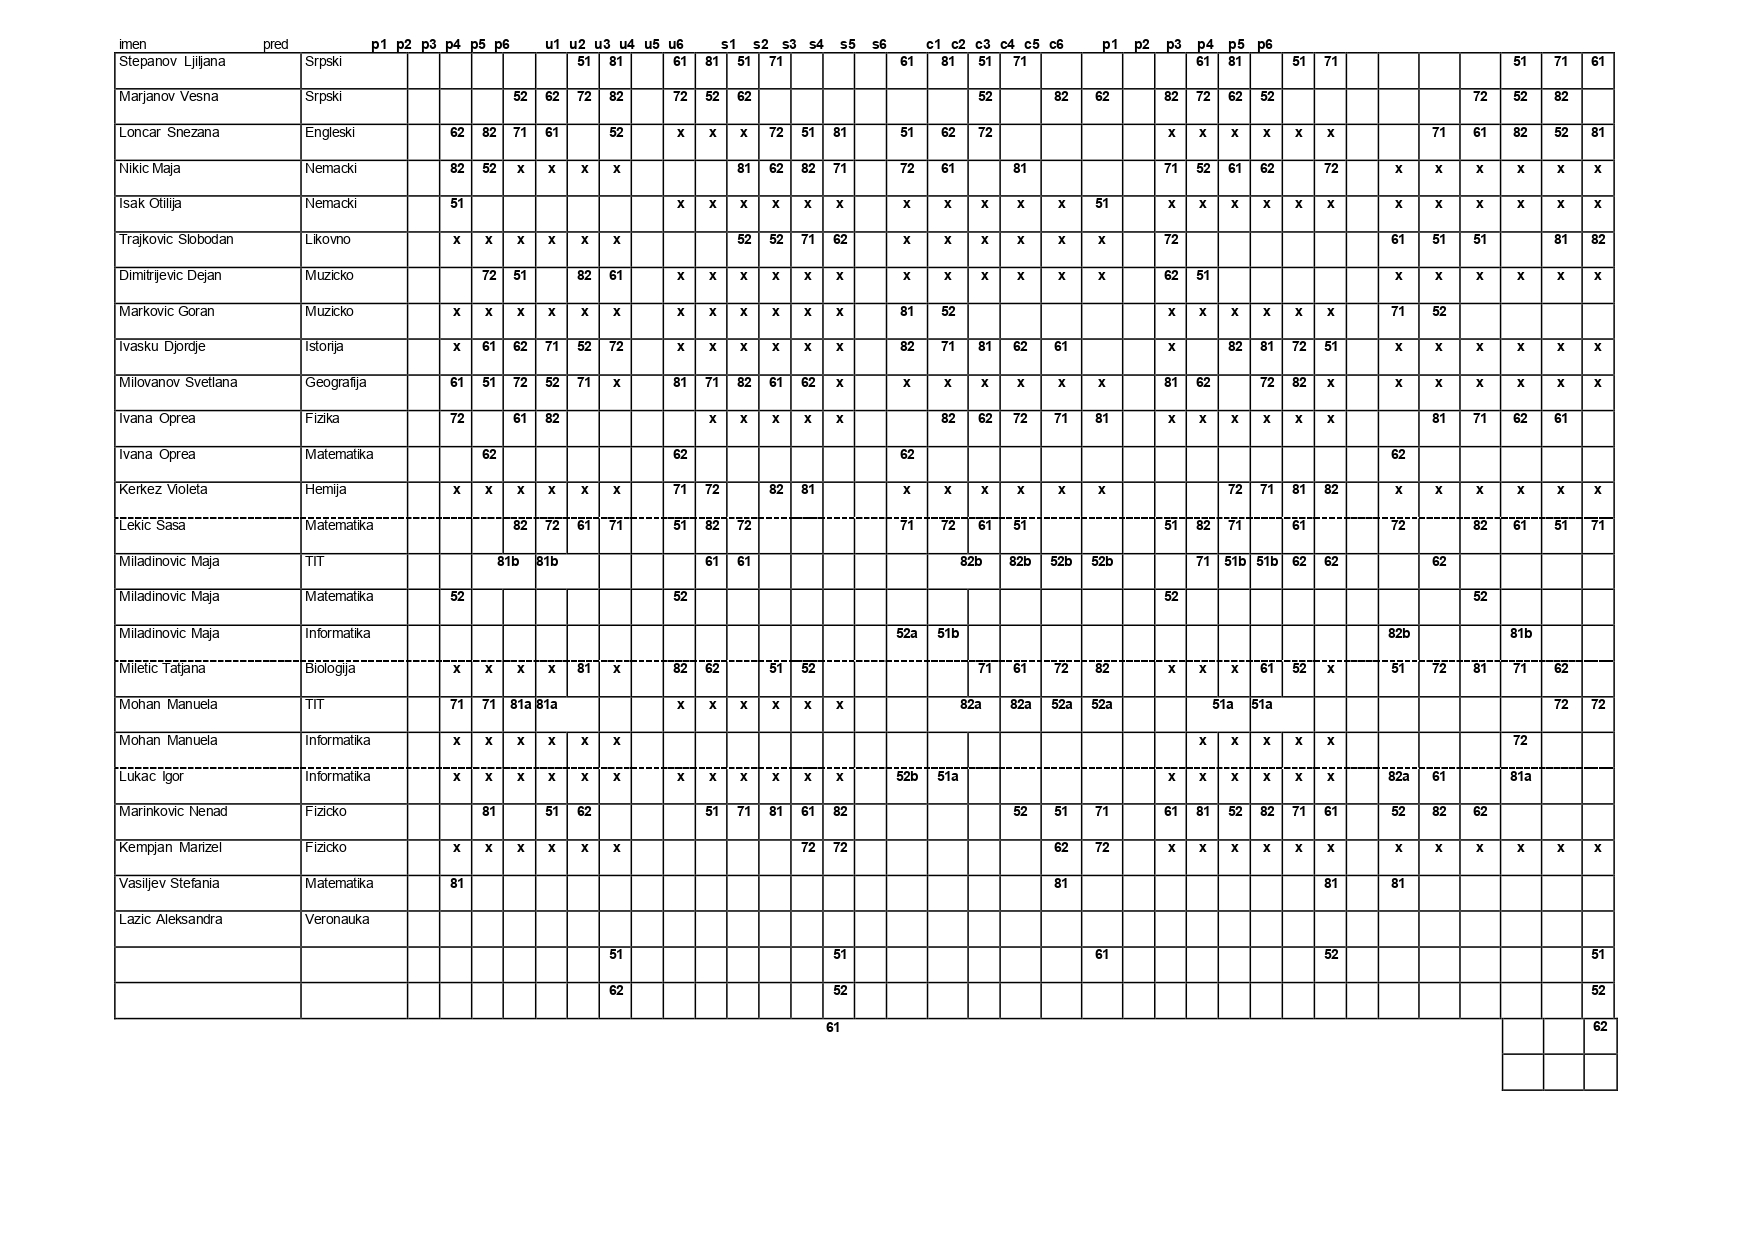 imen pred p1 p2 p3 p4 p5 p6 u1 u2 u3 u4 u5 u6 s1 s2 s3 s4 s5 s6 c1 c2 c3 c4 c5 c6 p1 p2 p3 p4 p5 p6
Stepanov Ljiljana Srpski 51 81 61 81 51 71 61 81 51 71 61 81 51 71 51 71 61
Marjanov Vesna Srpski 52 62 72 82 72 52 62 52 82 62 82 72 62 52 72 52 82
Loncar Snezana Engleski 62 82 71 61 52 x x x 72 51 81 51 62 72 x x x x x x 71 61 82 52 81
Nikic Maja Nemacki 82 52 x x x x 81 62 82 71 72 61 81 71 52 61 62 72 x x x x x x
Isak Otilija Nemacki 51 x x x x x x x x x x x 51 x x x x x x x x x x x x
Trajkovic Slobodan Likovno x x x x x x 52 52 71 62 x x x x x x 72 61 51 51 81 82
Dimitrijevic Dejan Muzicko 72 51 82 61 x x x x x x x x x x x x 62 51 x x x x x x
Markovic Goran Muzicko x x x x x x x x x x x x 81 52 x x x x x x 71 52
Ivasku Djordje Istorija x 61 62 71 52 72 x x x x x x 82 71 81 62 61 x 82 81 72 51 x x x x x x
Milovanov Svetlana Geografija 61 51 72 52 71 x 81 71 82 61 62 x x x x x x x 81 62 72 82 x x x x x x x
Ivana Oprea Fizika 72 61 82 x x x x x 82 62 72 71 81 x x x x x x 81 71 62 61
Ivana Oprea Matematika 62 62 62 62
Kerkez Violeta Hemija x x x x x x 71 72 82 81 x x x x x x 72 71 81 82 x x x x x x
Lekic Sasa Matematika 82 72 61 71 51 82 72 71 72 61 51 51 82 71 61 72 82 61 51 71
Miladinovic Maja TIT 81b 81b 61 61 82b 82b 52b 52b 71 51b 51b 62 62 62
Miladinovic Maja Matematika 52 52 52 52
Miladinovic Maja Informatika 52a 51b 82b 81b
Miletic Tatjana Biologija x x x x 81 x 82 62 51 52 71 61 72 82 x x x 61 52 x 51 72 81 71 62
Mohan Manuela TIT 71 71 81a 81a x x x x x x 82a 82a 52a 52a 51a 51a 72 72
Mohan Manuela Informatika x x x x x x x x x x x 72
Lukac Igor Informatika x x x x x x x x x x x x 52b 51a x x x x x x 82a 61 81a
Marinkovic Nenad Fizicko 81 51 62 51 71 81 61 82 52 51 71 61 81 52 82 71 61 52 82 62
Kempjan Marizel Fizicko x x x x x x 72 72 62 72 x x x x x x x x x x x x
Vasiljev Stefania Matematika 81 81 81 81
Lazic Aleksandra Veronauka
51 51 61 52 51
62 52 52
61 62